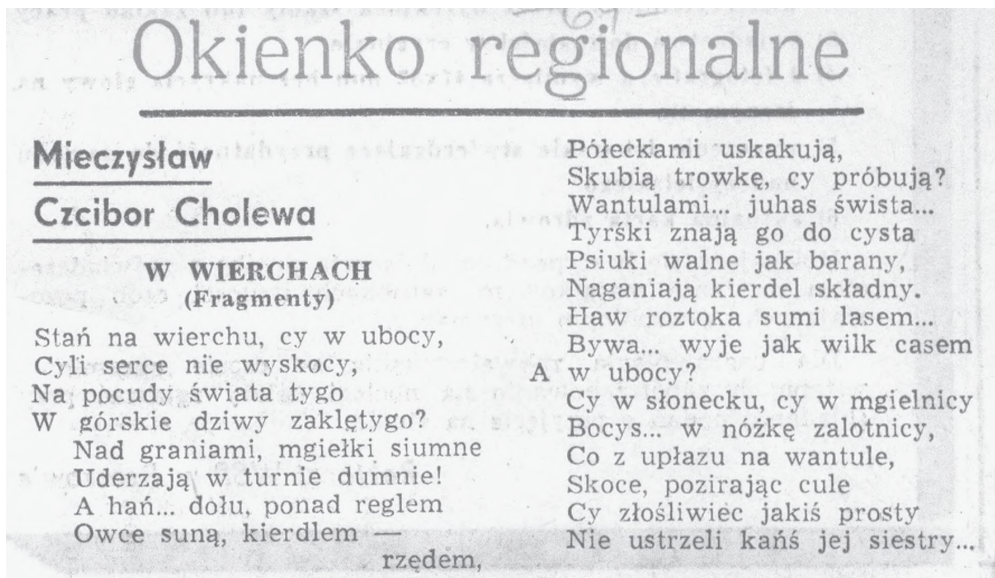 Okienko regionalne
Mieczysław
Czcibor Cholewa
W WIERCHACH
(Fragmenty)
Stań na wierchu, cy w ubocy,
Cyli serce nie wyskocy,
Na pocudy świata tygo
W górskie dziwy zaklętygo?
Nad graniami, mgiełki siumne
Uderzają w turnie dumnie!
A hań... dołu, ponad reglem
Owce suną, kierdlem —
rzędem,
Półeckami uskakują,
Skubią trowkę, cy próbują?
Wantulami... juhas śwista...
Tyrśki znają go do cysta
Psiuki walne jak barany,
Naganiają kierdel składny.
Haw roztoka sumi lasem...
Bywa... wyje jak wilk casem
A w ubocy?
Cy w słonecku, cy w mgielnicy
Bocys... w nóżkę zalotnicy,
Co z upłazu na wantule,
Skoce, pozirając cule
Cy złośliwiec jakiś prosty
Nie ustrzeli kańś jej siestry...